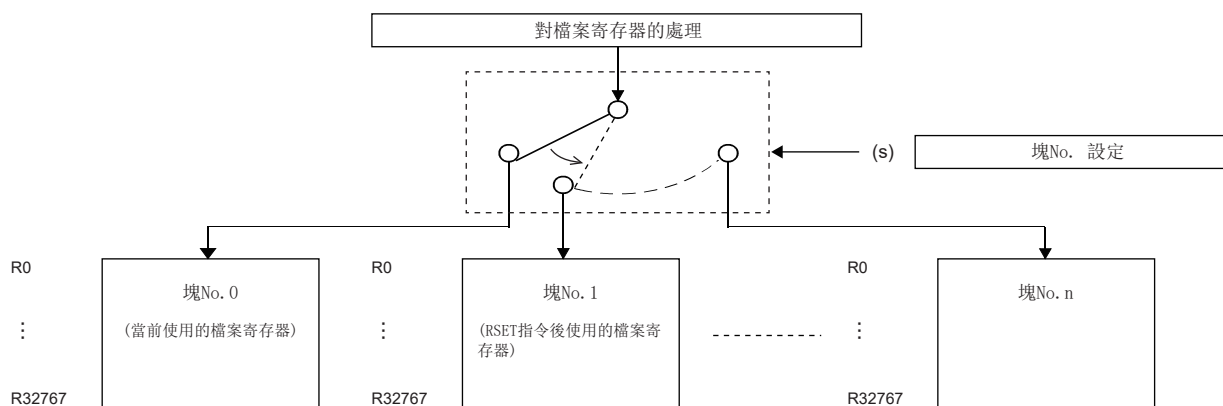 對檔案寄存器的處理
(s)
塊No. 設定
R0
塊No.0
(當前使用的檔案寄存器)
⋮
R32767
R0
塊No.1
(RSET指令後使用的檔案寄
存器)
⋮
R32767
R0
塊No.n
⋮
R32767